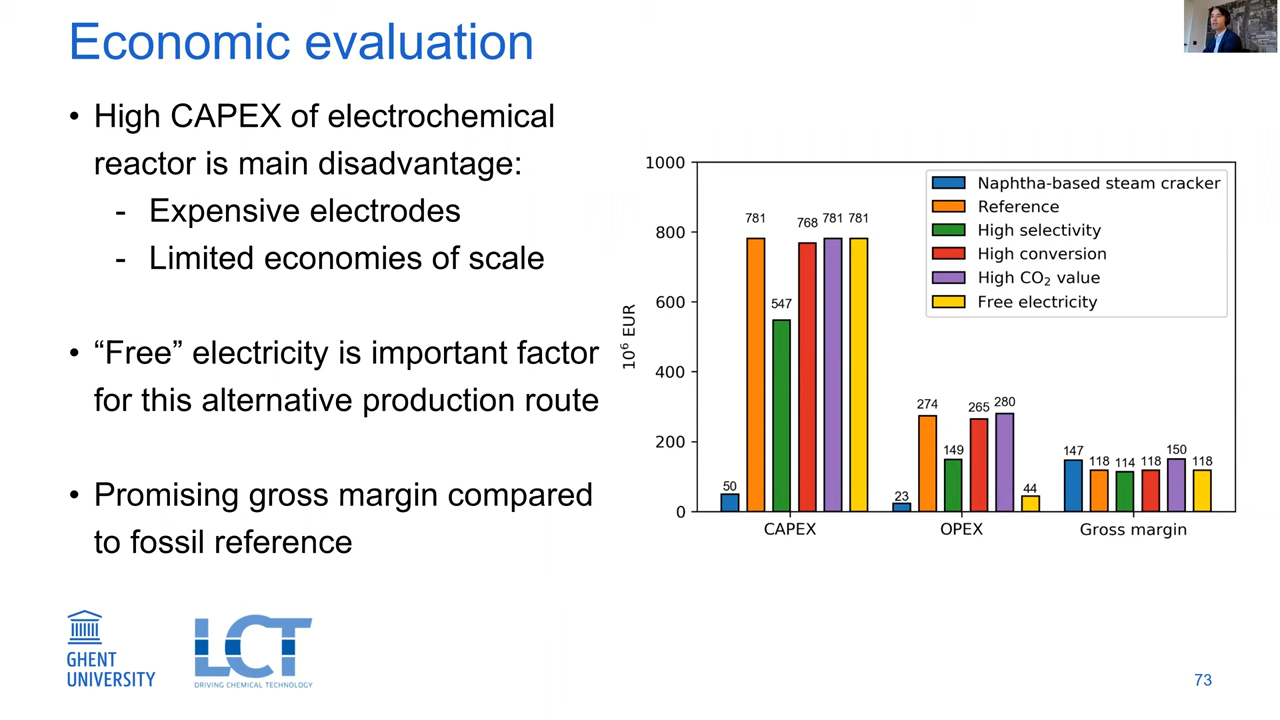 Economic evaluation
• High CAPEX of electrochemical
reactor is main disadvantage:
- Expensive electrodes
- Limited economies of scale
• “Free” electricity is important factor
for this alternative production route
• Promising gross margin compared
to fossil reference
1000
800
600
400
200
0
10⁶ EUR
Naphtha-based steam cracker
Reference
High selectivity
High conversion
High CO₂ value
Free electricity
50
781
547
768
781
781
23
274
149
265
280
44
147
118
114
118
150
118
CAPEX
OPEX
Gross margin
GHENT
UNIVERSITY
LCT
DRIVING CHEMICAL TECHNOLOGY
73